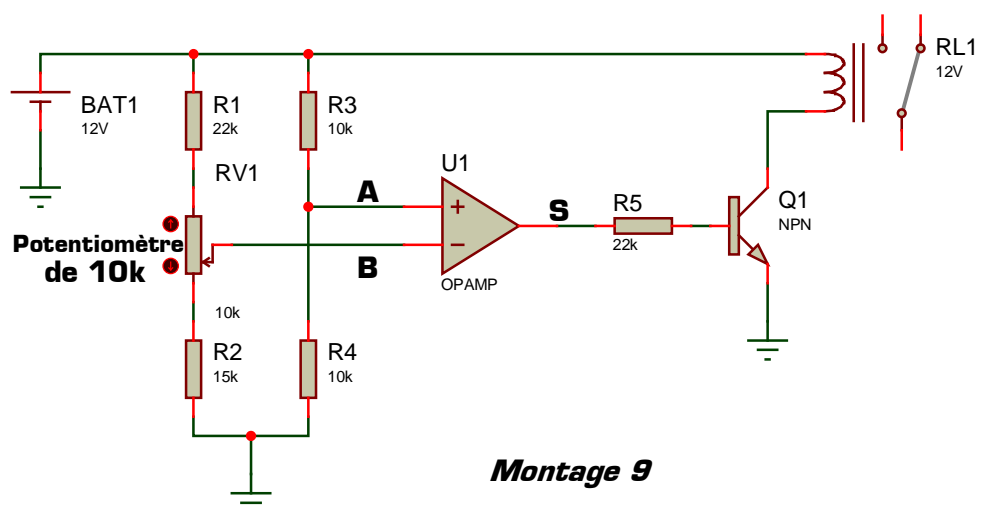 BAT1
12V
R1
22k
RV1
Potentiomètre
de 10k
10k
R2
15k
R3
10k
R4
10k
A
B
U1
+
−
OPAMP
S
R5
22k
Q1
NPN
RL1
12V
Montage 9